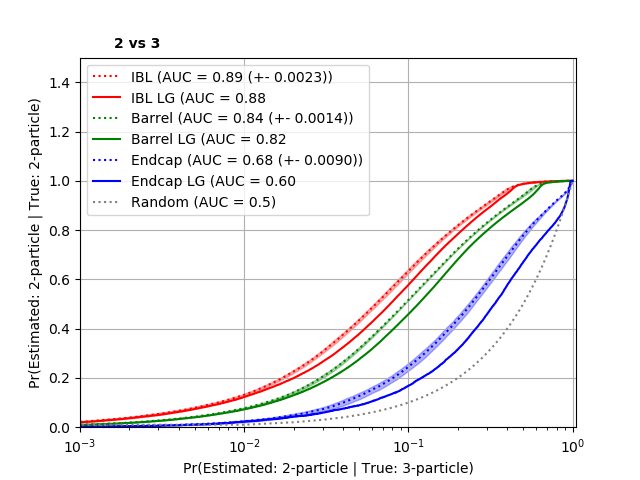 2 vs 3
IBL (AUC = 0.89 (+- 0.0023))
IBL LG (AUC = 0.88
Barrel (AUC = 0.84 (+- 0.0014))
Barrel LG (AUC = 0.82
Endcap (AUC = 0.68 (+- 0.0090))
Endcap LG (AUC = 0.60
Random (AUC = 0.5)
Pr(Estimated: 2-particle | True: 2-particle)
1.4
1.2
1.0
0.8
0.6
0.4
0.2
0.0
10⁻³ 10⁻² 10⁻¹ 10⁰
Pr(Estimated: 2-particle | True: 3-particle)